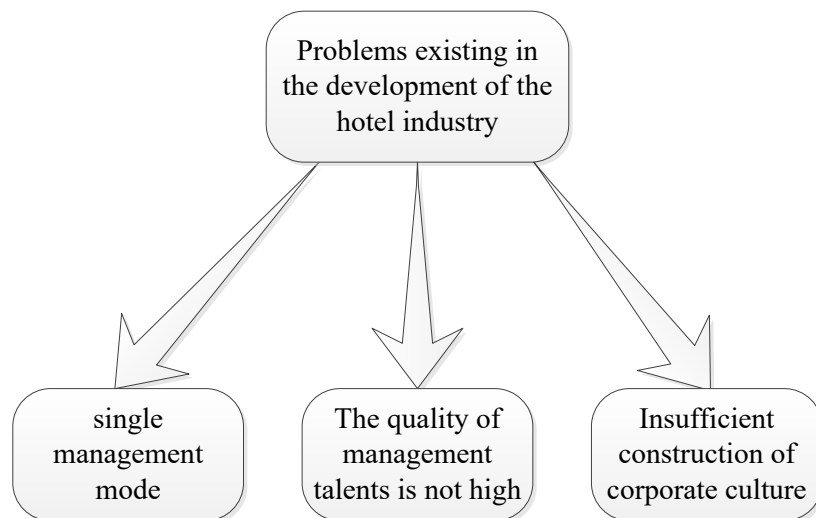 Problems existing in
the development of the
hotel industry
single
management
mode
The quality of
management
talents is not high
Insufficient
construction of
corporate culture